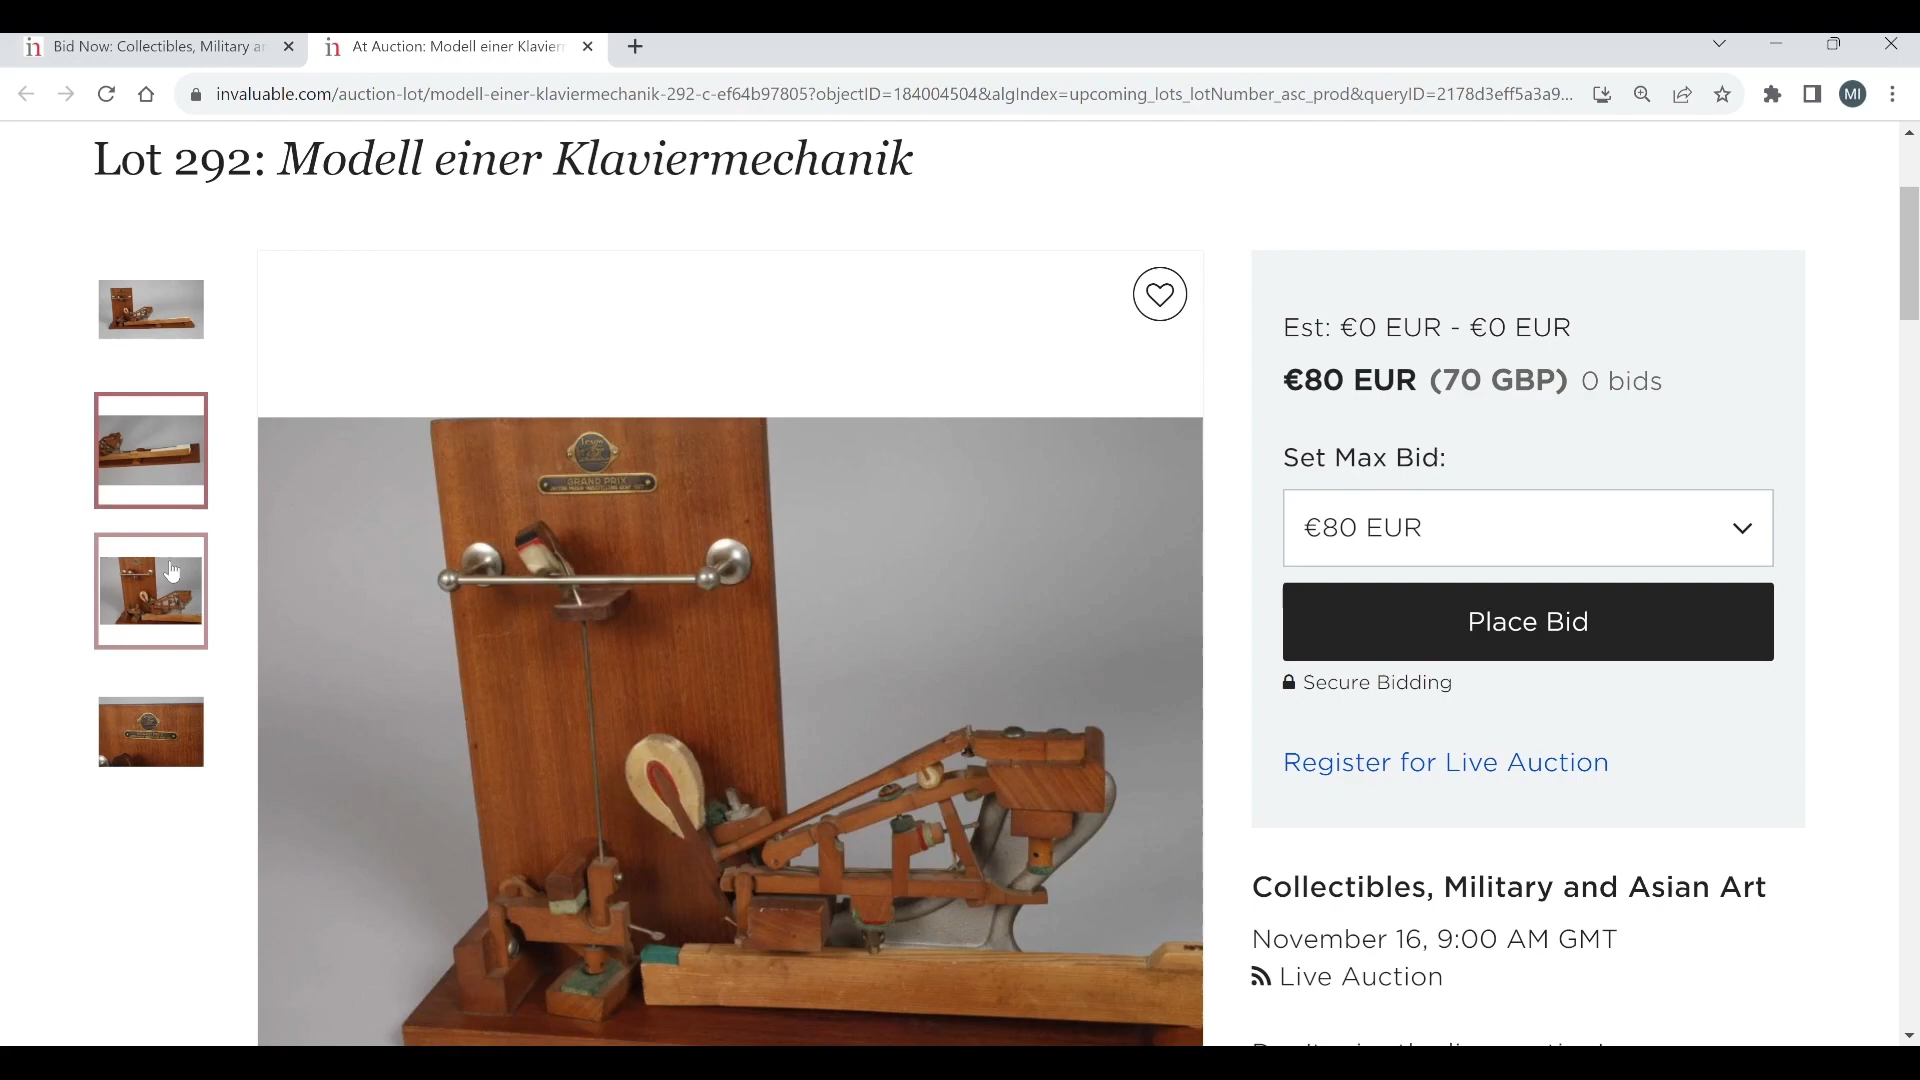 Bid Now: Collectibles, Military ar
At Auction: Modell einer Klavierm
invaluable.com/auction-lot/modell-einer-klaviermechanik-292-c-ef64b97805?objectID=184004504&algIndex=upcoming_lots_lotNumber_asc_prod&queryID=2178d3eff5a3a9...
MI
Lot 292: Modell einer Klaviermechanik
Est: €0 EUR - €0 EUR
€80 EUR (70 GBP) 0 bids
Set Max Bid:
€80 EUR
Place Bid
Secure Bidding
Register for Live Auction
Collectibles, Military and Asian Art
November 16, 9:00 AM GMT
Live Auction
GRAND PRIX